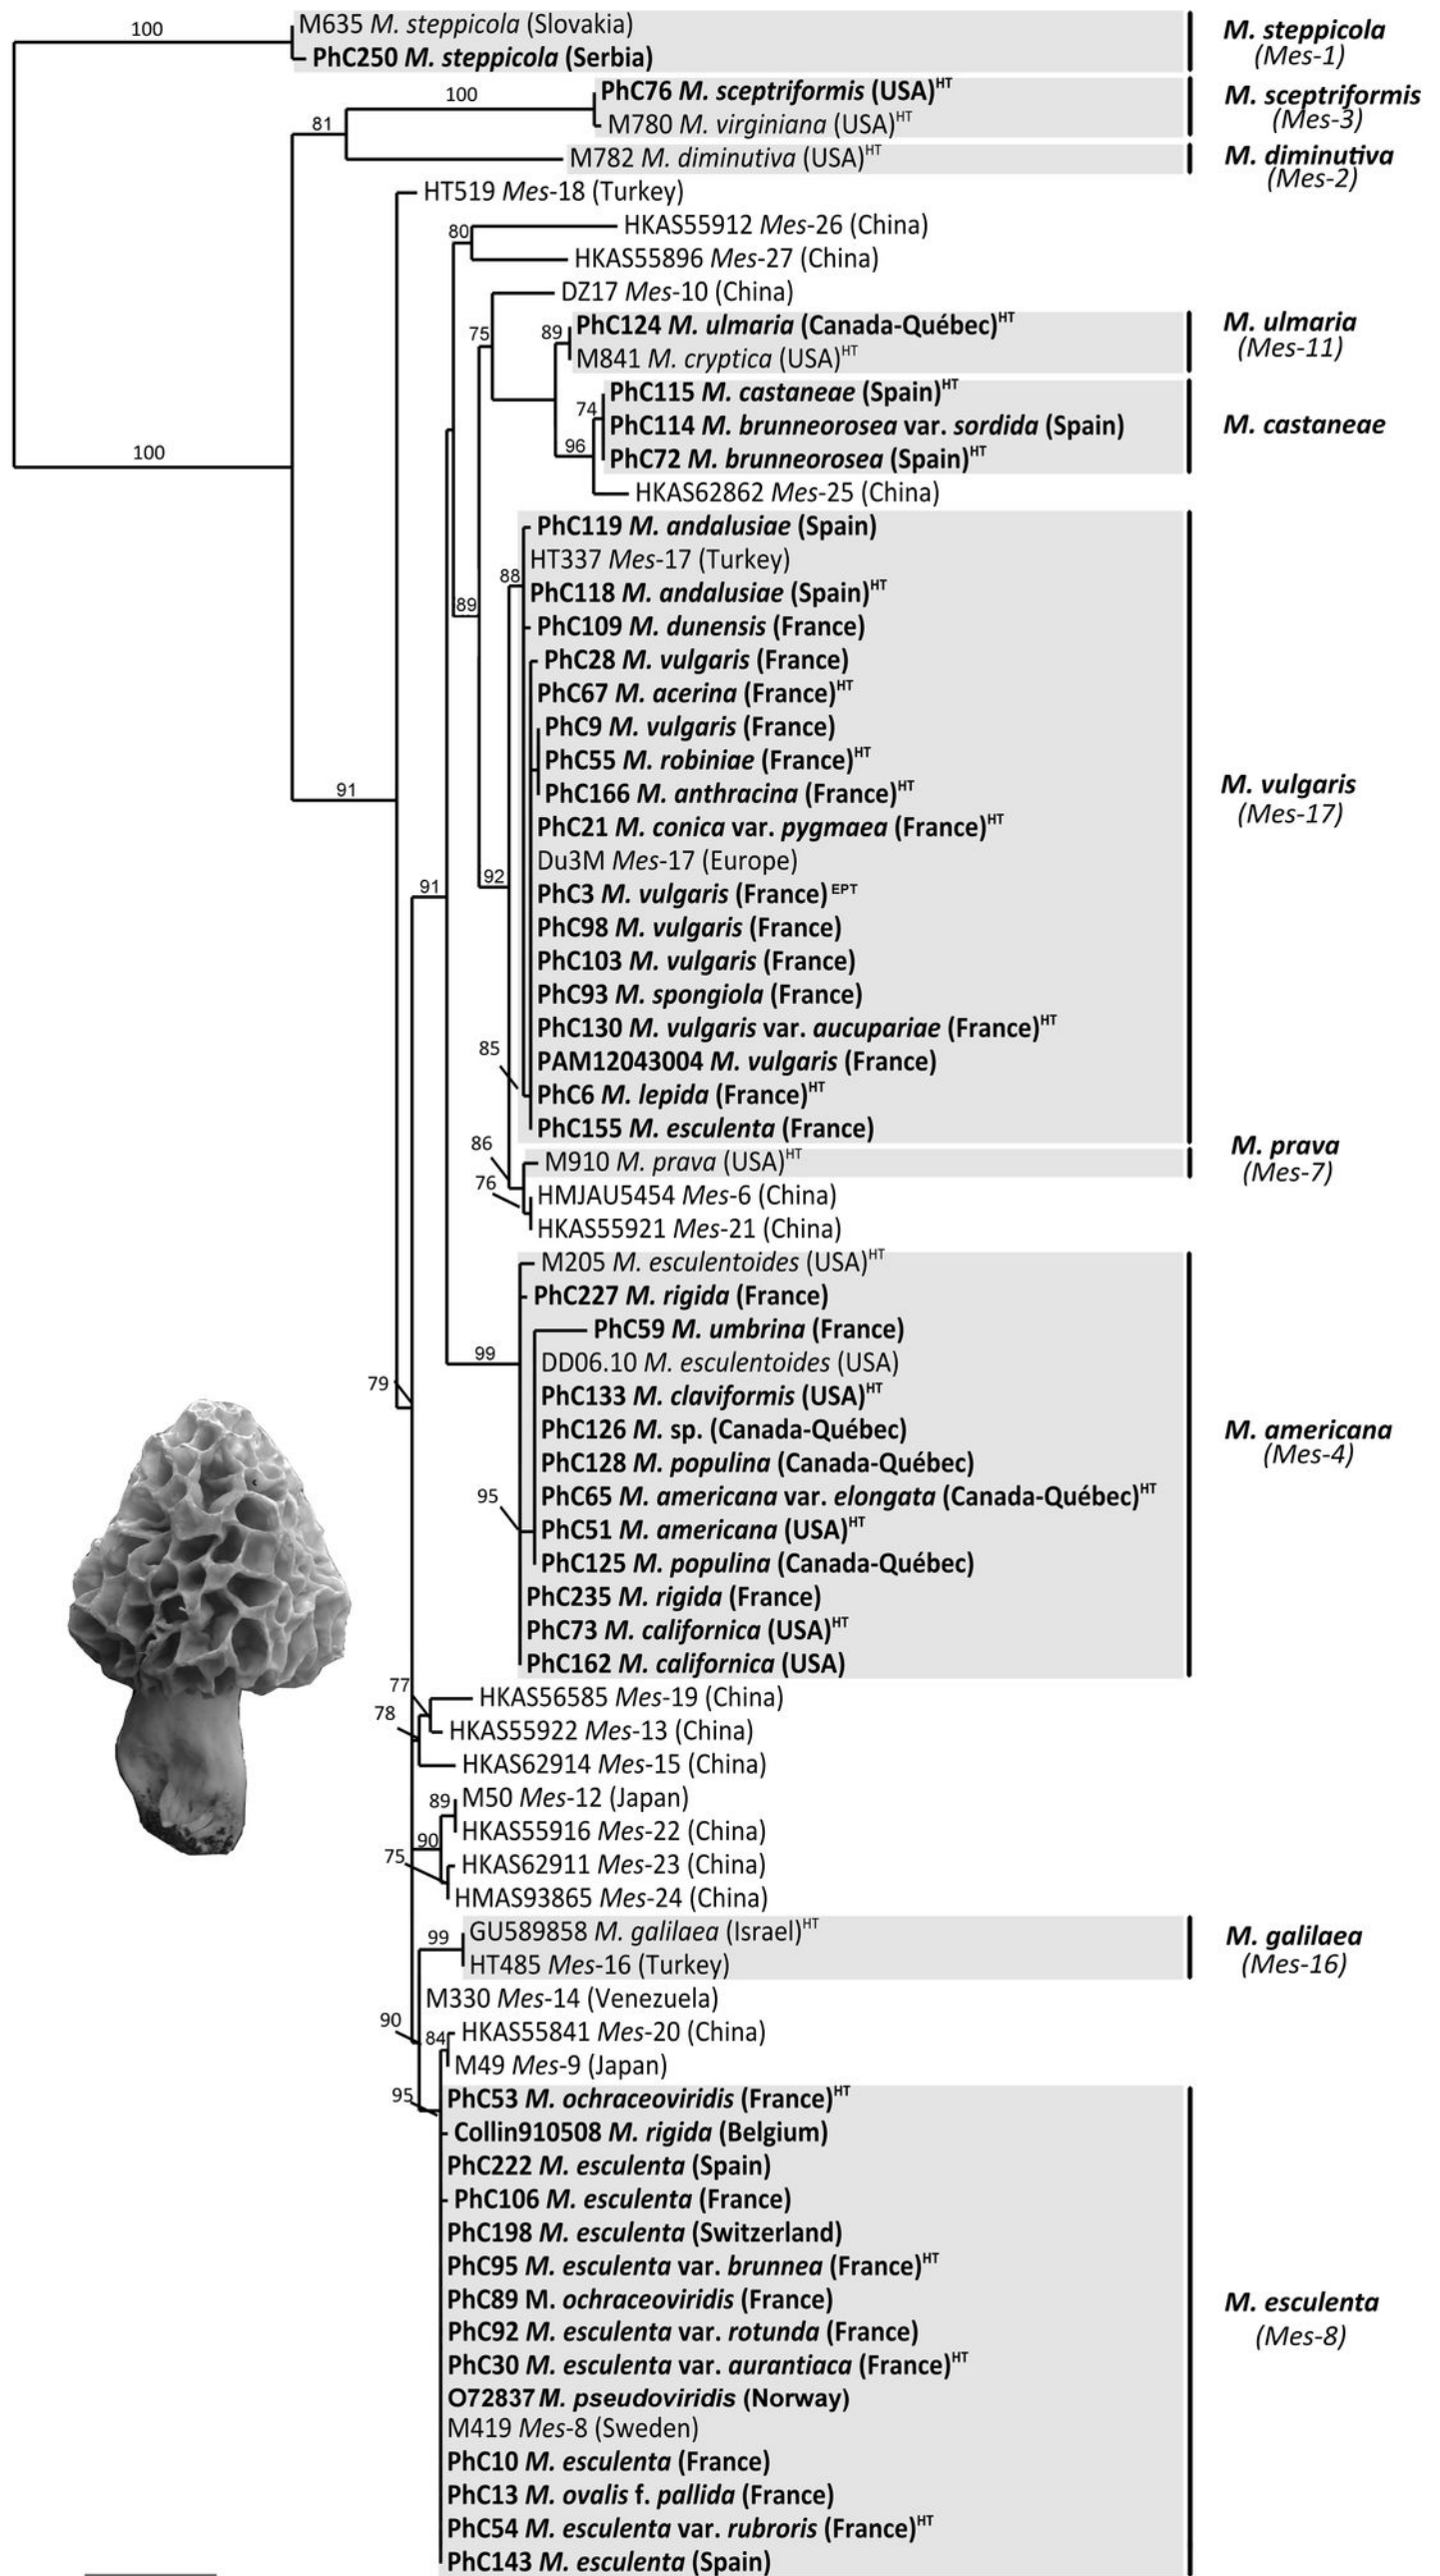 100
M635 M. steppicola (Slovakia)
PhC250 M. steppicola (Serbia)
M. steppicola
(Mes-1)
100
PhC76 M. sceptriformis (USA)HT
M780 M. virginiana (USA)HT
M. sceptriformis
(Mes-3)
81
M782 M. diminutiva (USA)HT
M. diminutiva
(Mes-2)
HT519 Mes-18 (Turkey)
80
HKAS55912 Mes-26 (China)
HKAS55896 Mes-27 (China)
DZ17 Mes-10 (China)
75
89
PhC124 M. ulmaria (Canada-Québec)HT
M841 M. cryptica (USA)HT
M. ulmaria
(Mes-11)
PhC115 M. castaneae (Spain)HT
74
PhC114 M. brunneorosea var. sordida (Spain)
M. castaneae
96
PhC72 M. brunneorosea (Spain)HT
100
HKAS62862 Mes-25 (China)
PhC119 M. andalusiae (Spain)
HT337 Mes-17 (Turkey)
88
PhC118 M. andalusiae (Spain)HT
89
PhC109 M. dunensis (France)
PhC28 M. vulgaris (France)
PhC67 M. acerina (France)HT
PhC9 M. vulgaris (France)
PhC55 M. robiniae (France)HT
91
PhC166 M. anthracina (France)HT
M. vulgaris
(Mes-17)
PhC21 M. conica var. pygmaea (France)HT
Du3M Mes-17 (Europe)
91
92
PhC3 M. vulgaris (France) EPT
PhC98 M. vulgaris (France)
PhC103 M. vulgaris (France)
PhC93 M. spongiola (France)
PhC130 M. vulgaris var. aucupariae (France)HT
85
PAM12043004 M. vulgaris (France)
PhC6 M. lepida (France)HT
PhC155 M. esculenta (France)
86
M910 M. prava (USA)HT
M. prava
(Mes-7)
76
HMJAU5454 Mes-6 (China)
HKAS55921 Mes-21 (China)
M205 M. esculentoides (USA)HT
PhC227 M. rigida (France)
PhC59 M. umbrina (France)
99
DD06.10 M. esculentoides (USA)
79
PhC133 M. claviformis (USA)HT
PhC126 M. sp. (Canada-Québec)
M. americana
(Mes-4)
PhC128 M. populina (Canada-Québec)
95
PhC65 M. americana var. elongata (Canada-Québec)HT
PhC51 M. americana (USA)HT
PhC125 M. populina (Canada-Québec)
PhC235 M. rigida (France)
PhC73 M. californica (USA)HT
PhC162 M. californica (USA)
77
HKAS56585 Mes-19 (China)
78
HKAS55922 Mes-13 (China)
HKAS62914 Mes-15 (China)
89
M50 Mes-12 (Japan)
90
HKAS55916 Mes-22 (China)
75
HKAS62911 Mes-23 (China)
HMAS93865 Mes-24 (China)
99
GU589858 M. galilaea (Israel)HT
HT485 Mes-16 (Turkey)
M. galilaea
(Mes-16)
M330 Mes-14 (Venezuela)
90
84
HKAS55841 Mes-20 (China)
M49 Mes-9 (Japan)
95
PhC53 M. ochraceoviridis (France)HT
Collin910508 M. rigida (Belgium)
PhC222 M. esculenta (Spain)
PhC106 M. esculenta (France)
PhC198 M. esculenta (Switzerland)
PhC95 M. esculenta var. brunnea (France)HT
PhC89 M. ochraceoviridis (France)
M. esculenta
(Mes-8)
PhC92 M. esculenta var. rotunda (France)
PhC30 M. esculenta var. aurantiaca (France)HT
O72837 M. pseudoviridis (Norway)
M419 Mes-8 (Sweden)
PhC10 M. esculenta (France)
PhC13 M. ovalis f. pallida (France)
PhC54 M. esculenta var. rubroris (France)HT
PhC143 M. esculenta (Spain)